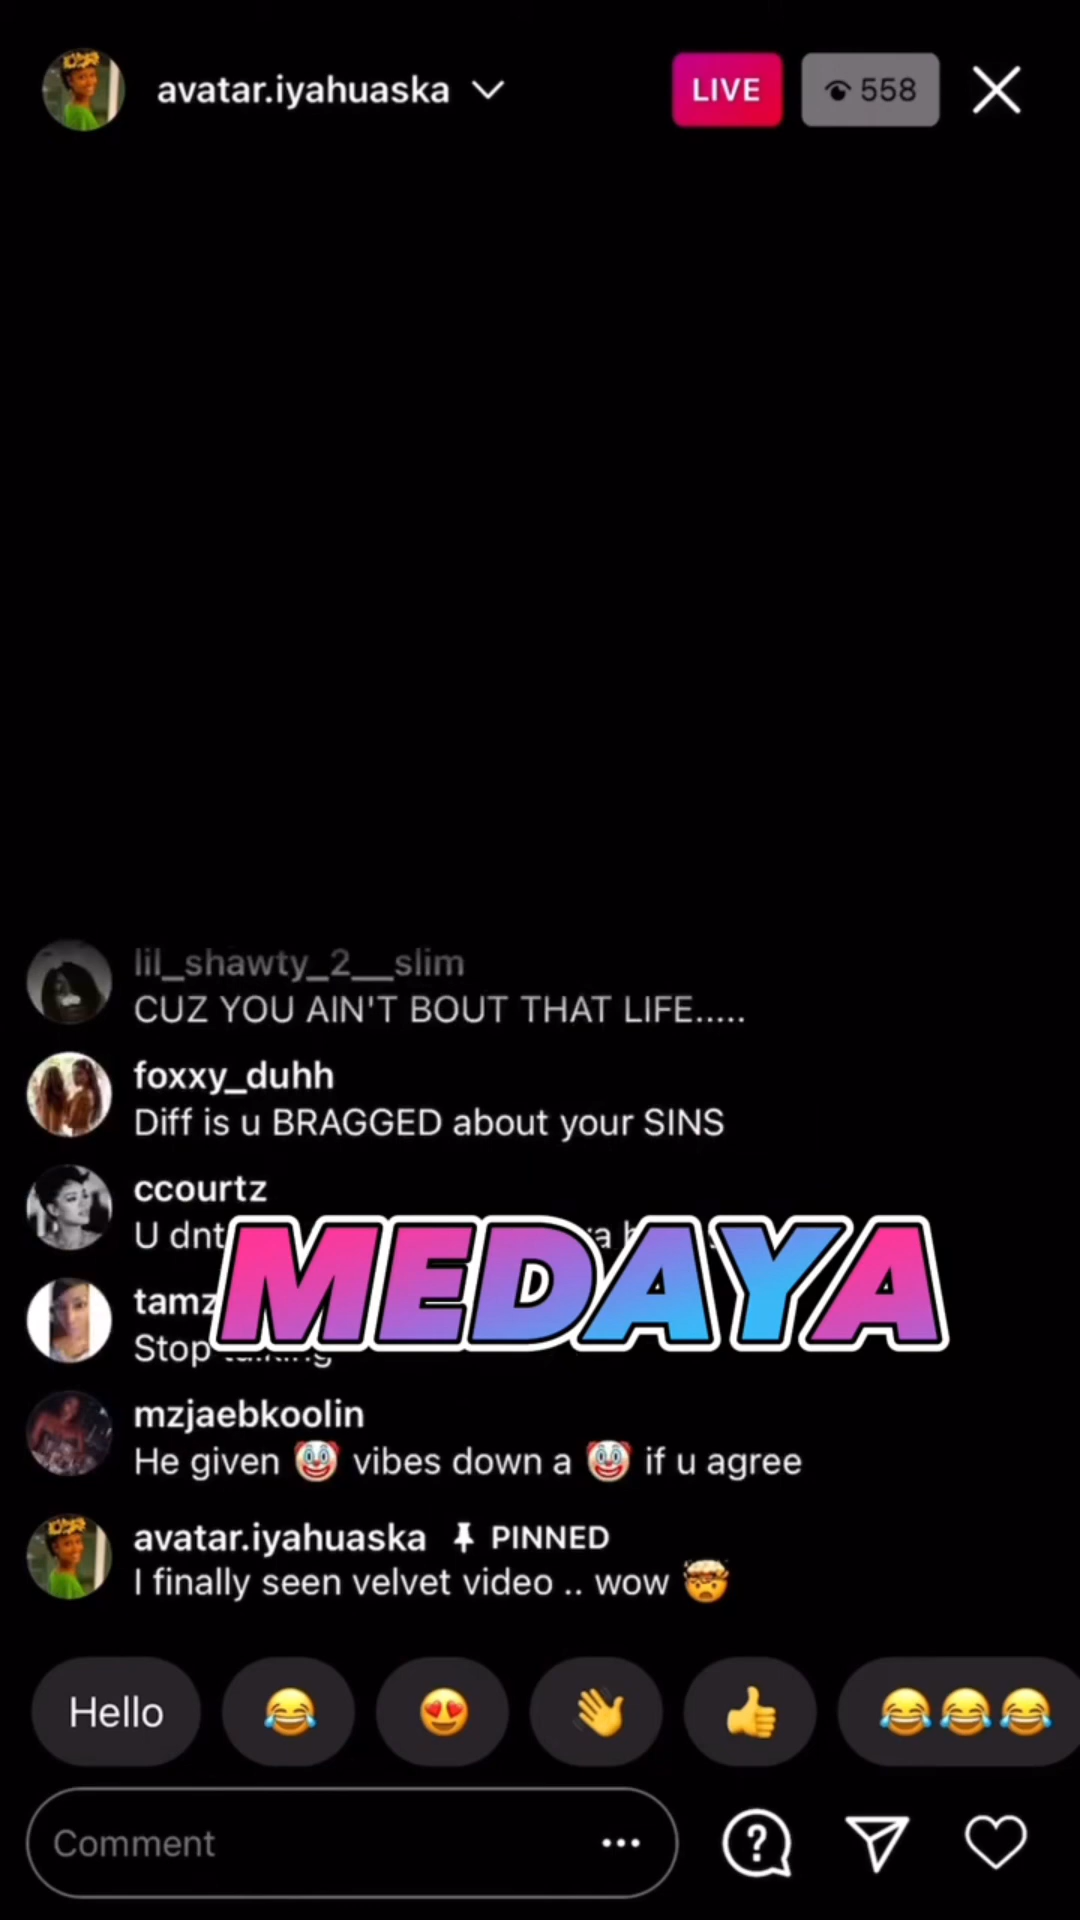 avatar.iyahuaska
LIVE
558
lil_shawty_2__slim
CUZ YOU AIN'T BOUT THAT LIFE.....
foxxy_duhh
Diff is u BRAGGED about your SINS
ccourtz
U dnt
MEDAYA
Stop
mzjaebkoolin
He given 🤡 vibes down a 🤡 if u agree
avatar.iyahuaska PINNED
I finally seen velvet video .. wow 🤯
Hello 😂 😍 👋 👍 😂😂😂
Comment